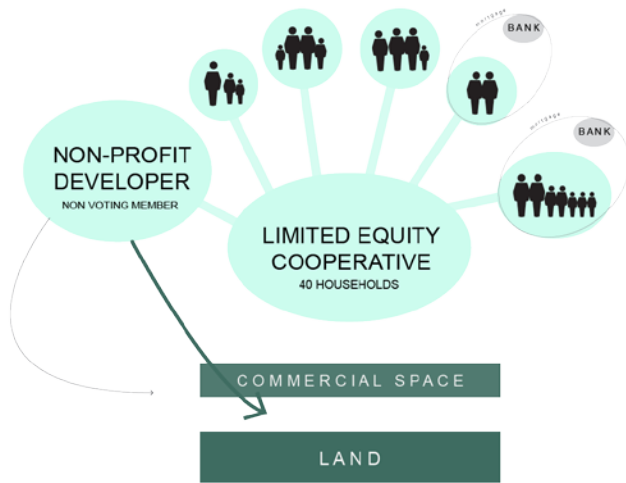 mortgage
BANK
mortgage
BANK
NON-PROFIT
DEVELOPER
NON VOTING MEMBER
LIMITED EQUITY
COOPERATIVE
40 HOUSEHOLDS
COMMERCIAL SPACE
LAND